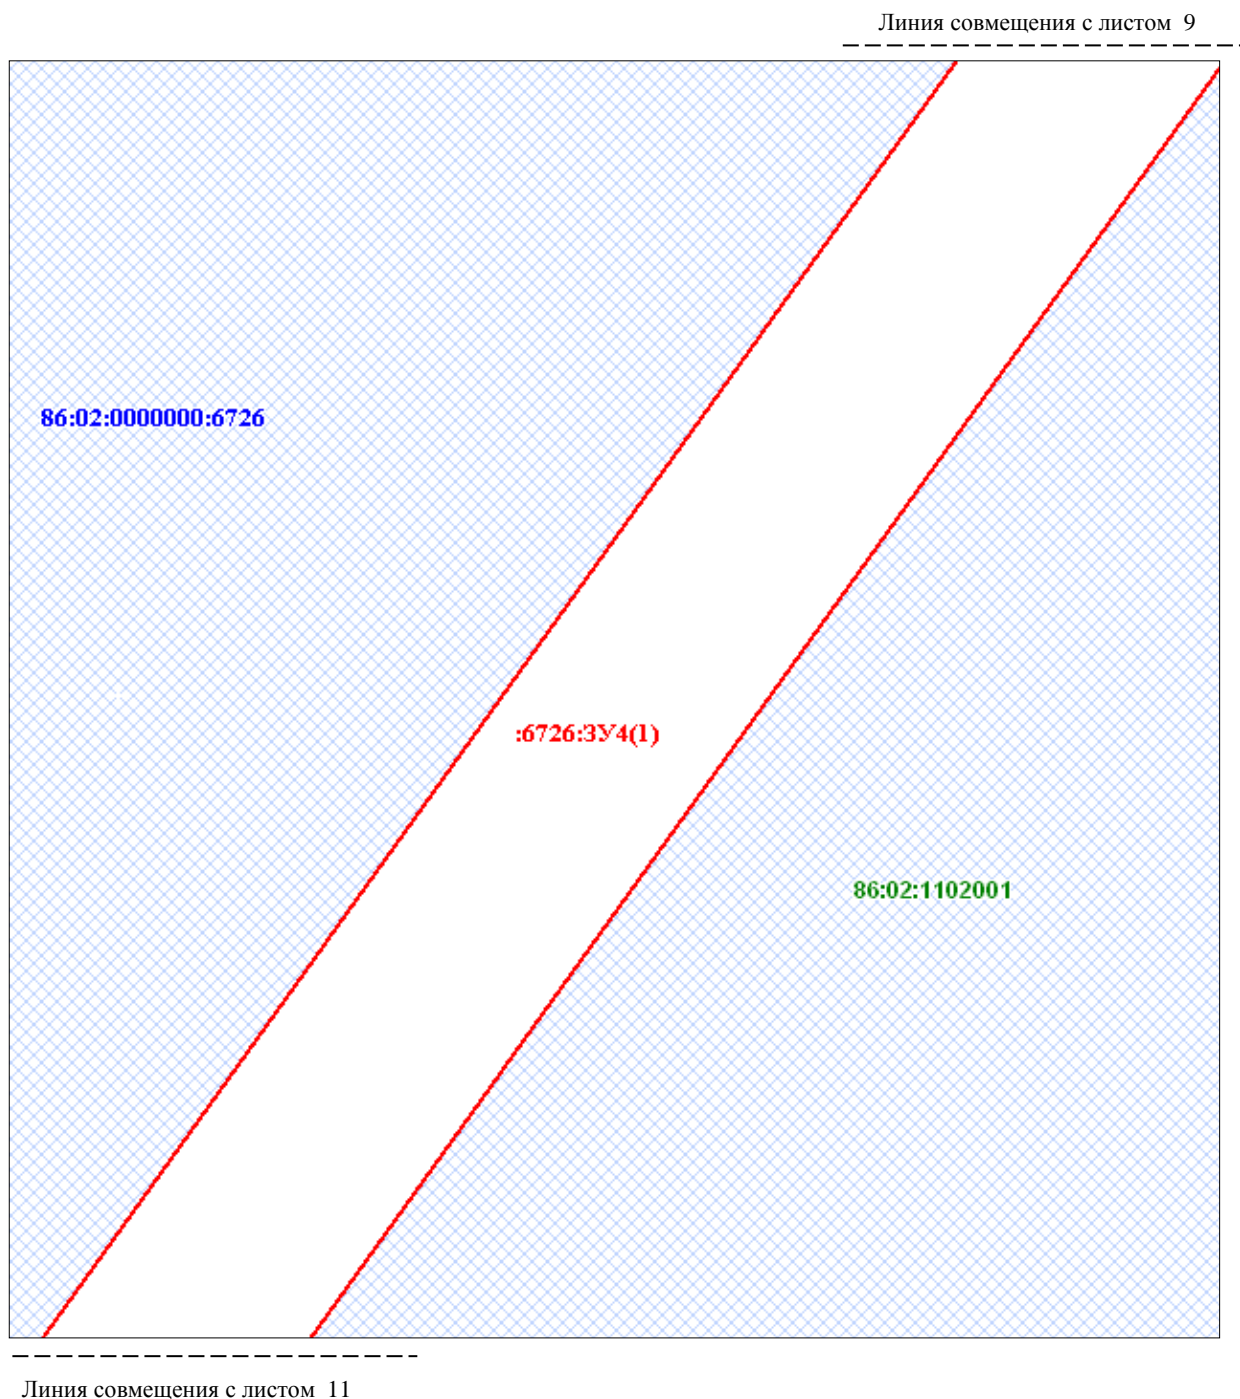 Линия совмещения с листом 9
86:02:0000000:6726
:6726:ЗУ4(1)
86:02:1102001
Линия совмещения с листом 11